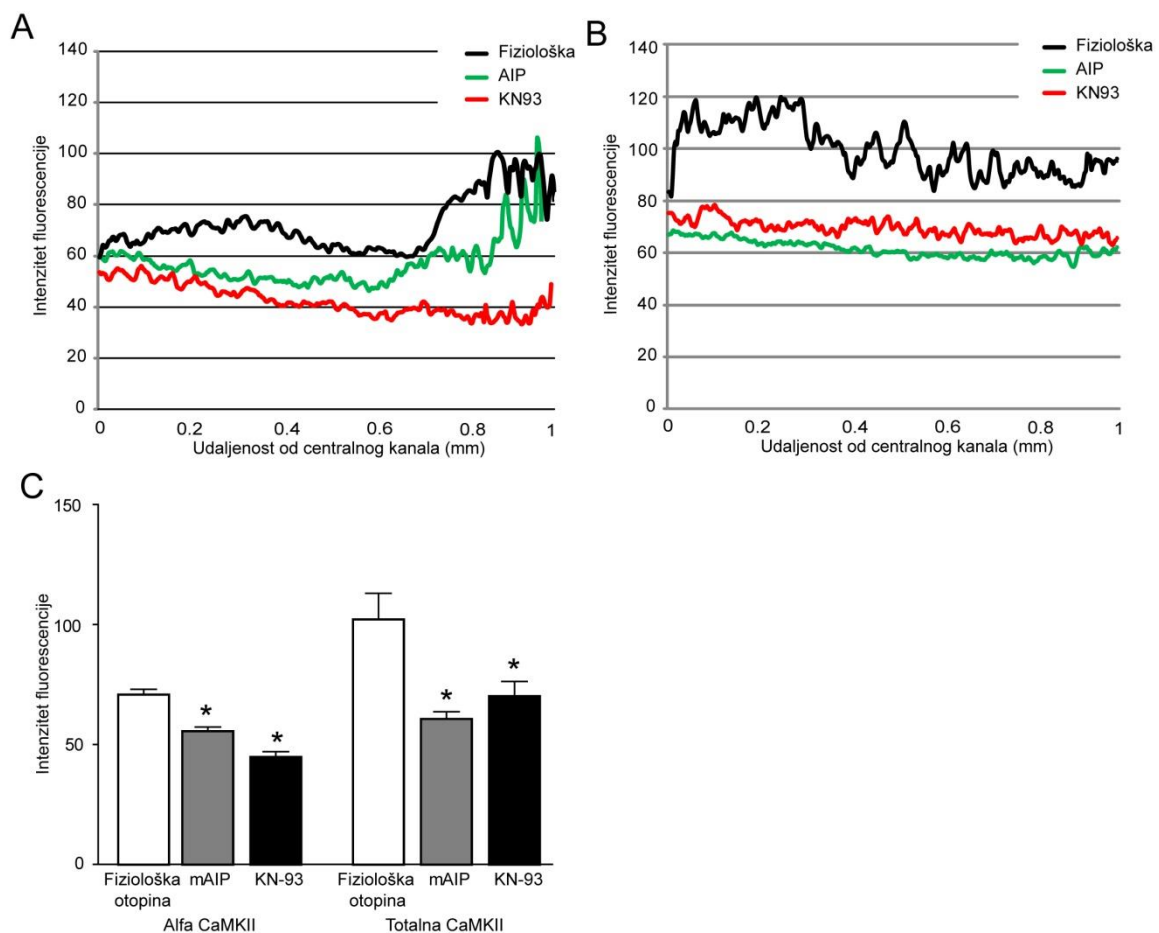 A
Intenzitet fluorescencije
140
120
100
80
60
40
20
0
Fiziološka
AIP
KN93
0 0.2 0.4 0.6 0.8 1
Udaljenost od centralnog kanala (mm)
B
Intenzitet fluorescencije
140
120
100
80
60
40
20
0
Fiziološka
AIP
KN93
0 0.2 0.4 0.6 0.8 1
Udaljenost od centralnog kanala (mm)
C
Intenzitet fluorescencije
150
100
50
0
* * * *
Fiziološka mAIP KN-93 Fiziološka mAIP KN-93
otopina otopina
Alfa CaMKII Totalna CaMKII